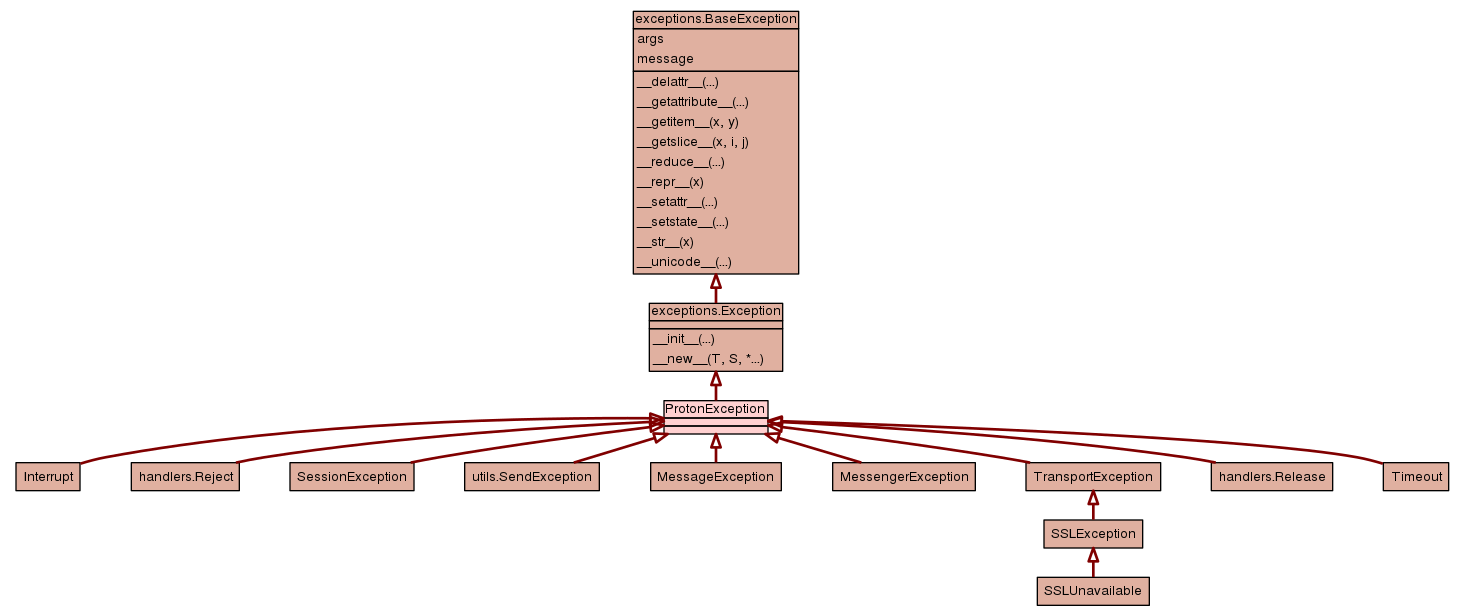 exceptions.BaseException
args
message
__delattr__(...)
__getattribute__(...)
__getitem__(x, y)
__getslice__(x, i, j)
__reduce__(...)
__repr__(x)
__setattr__(...)
__setstate__(...)
__str__(x)
__unicode__(...)
exceptions.Exception
__init__(...)
__new__(T, S, *...)
ProtonException
Interrupt
handlers.Reject
SessionException
utils.SendException
MessageException
MessengerException
TransportException
handlers.Release
Timeout
SSLException
SSLUnavailable